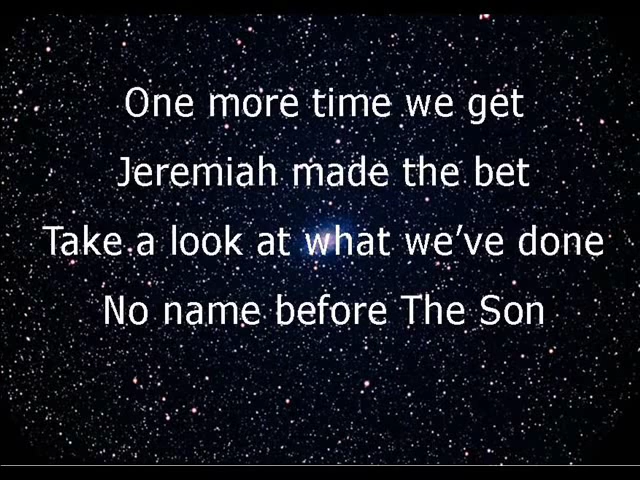 One more time we get
Jeremiah made the bet
Take a look at what we’ve done
No name before The Son